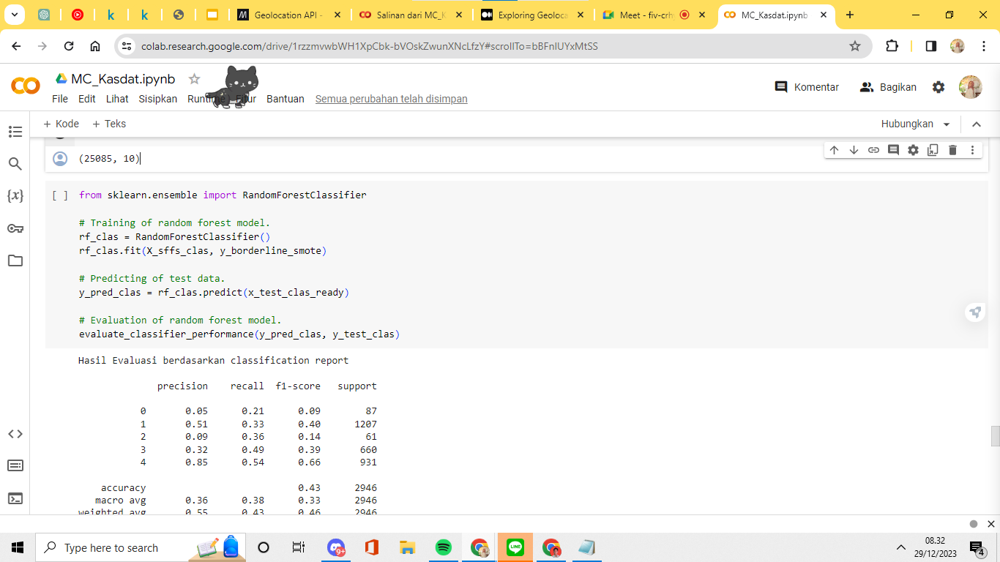 Geolocation API -
Salinan dari MC_K
Exploring Geoloca
Meet - fiv-crh
MC_Kasdat.ipynb
colab.research.google.com/drive/1rzzmvwbWH1XpCbk-bVOskZwunXNcLfzY#scrollTo=bBFnIUYxMtSS
MC_Kasdat.ipynb
File Edit Lihat Sisipkan Runtime Fitur Bantuan Semua perubahan telah disimpan
Komentar Bagikan
+ Kode + Teks
Hubungkan
(25085, 10)
[ ] from sklearn.ensemble import RandomForestClassifier
# Training of random forest model.
rf_clas = RandomForestClassifier()
rf_clas.fit(X_sffs_clas, y_borderline_smote)
# Predicting of test data.
y_pred_clas = rf_clas.predict(x_test_clas_ready)
# Evaluation of random forest model.
evaluate_classifier_performance(y_pred_clas, y_test_clas)
Hasil Evaluasi berdasarkan classification report
precision recall f1-score support
0 0.05 0.21 0.09 87
1 0.51 0.33 0.40 1207
2 0.09 0.36 0.14 61
3 0.32 0.49 0.39 660
4 0.85 0.54 0.66 931
accuracy 0.43 2946
macro avg 0.36 0.38 0.33 2946
weighted avg 0.55 0.43 0.46 2946
Type here to search
9+
08.32
29/12/2023
4